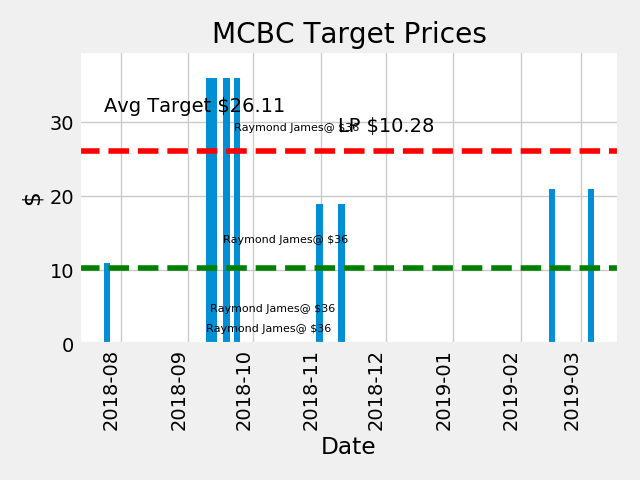 MCBC Target Prices
Avg Target $26.11
Raymond James@ $36
LP $10.28
Raymond James@ $36
Raymond James@ $36
Raymond James@ $36
$
30
20
10
0
2018-08
2018-09
2018-10
2018-11
2018-12
2019-01
2019-02
2019-03
Date